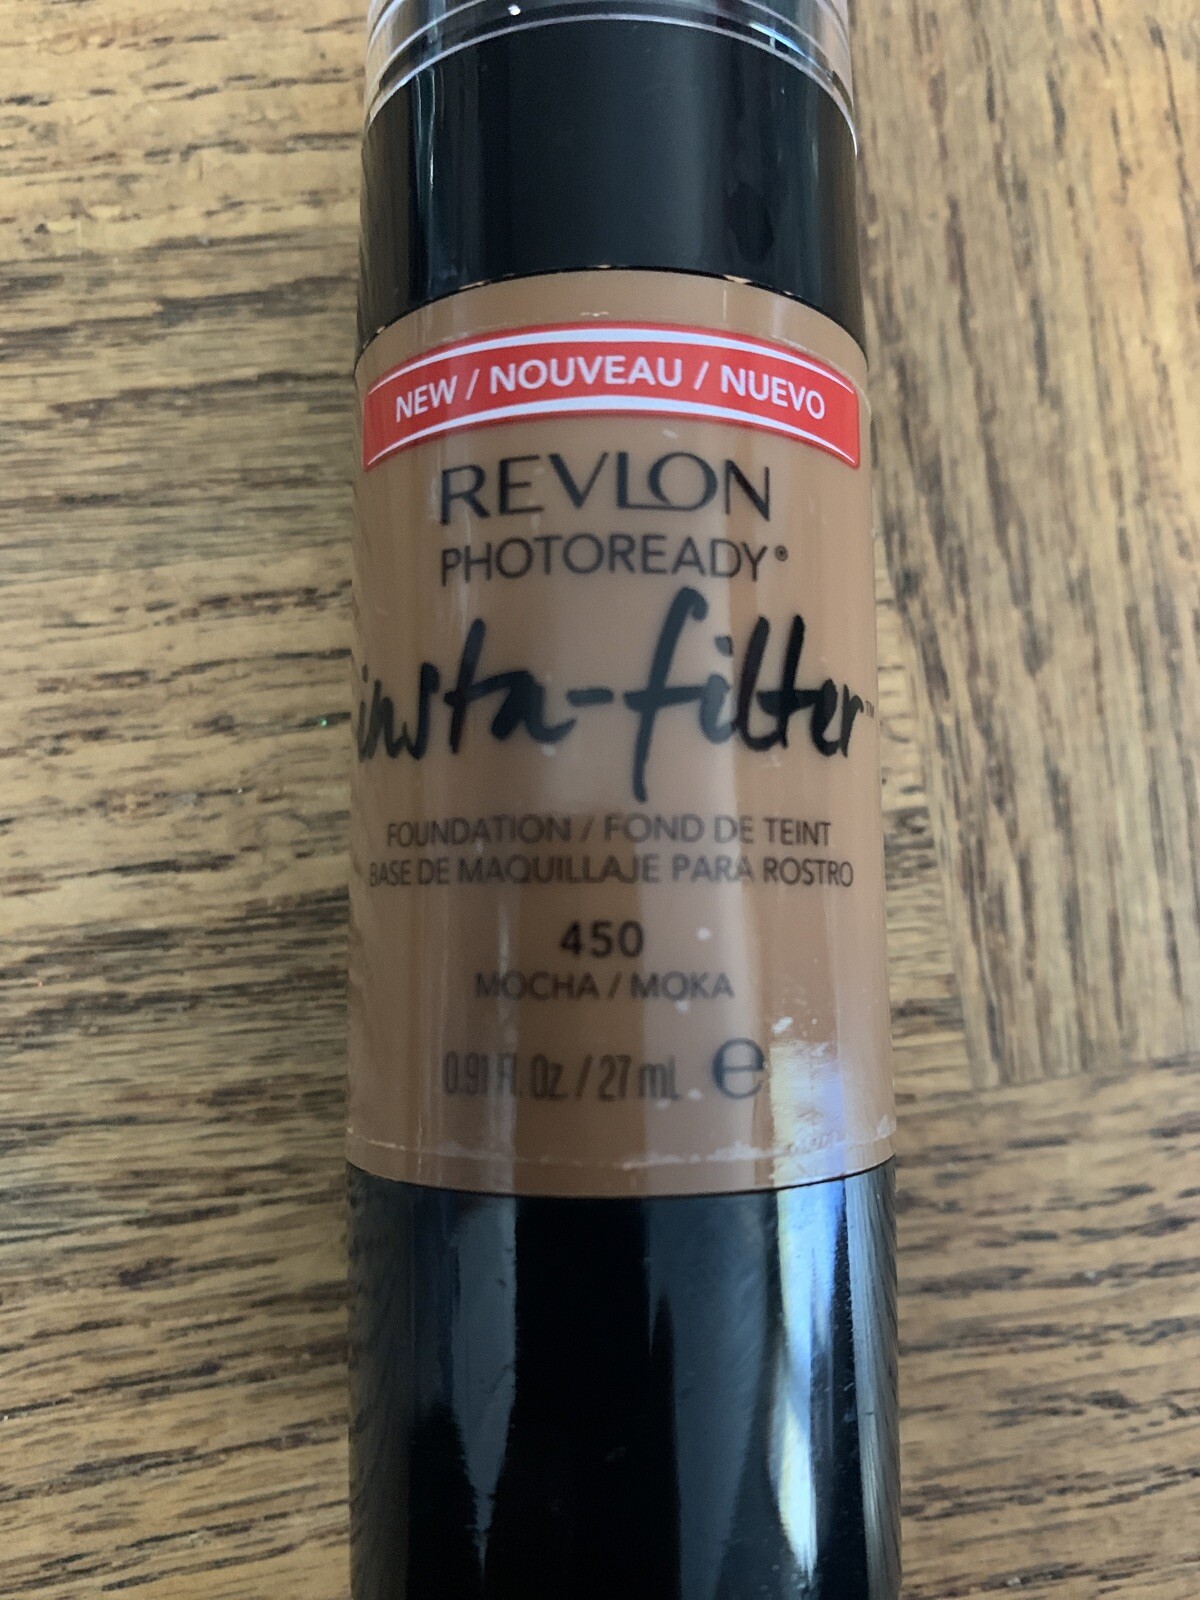 NEW / NOUVEAU / NUEVO
REVLON
PHOTOREADY®
insta-filter™
FOUNDATION / FOND DE TEINT
BASE DE MAQUILLAJE PARA ROSTRO
450
MOCHA / MOKA
0.91 Fl. Oz. / 27 mL ℮